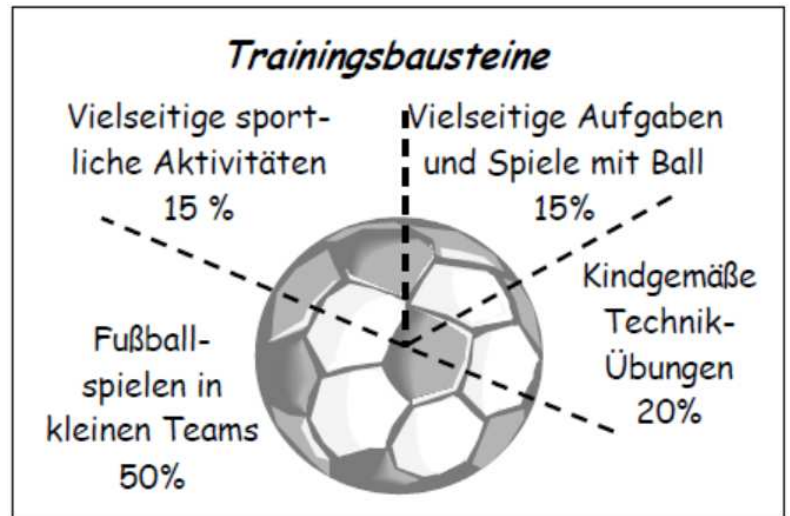 Trainingsbausteine
Vielseitige sport-
liche Aktivitäten
15 %
Vielseitige Aufgaben
und Spiele mit Ball
15%
Kindgemäße
Technik-
Übungen
20%
Fußball-
spielen in
kleinen Teams
50%